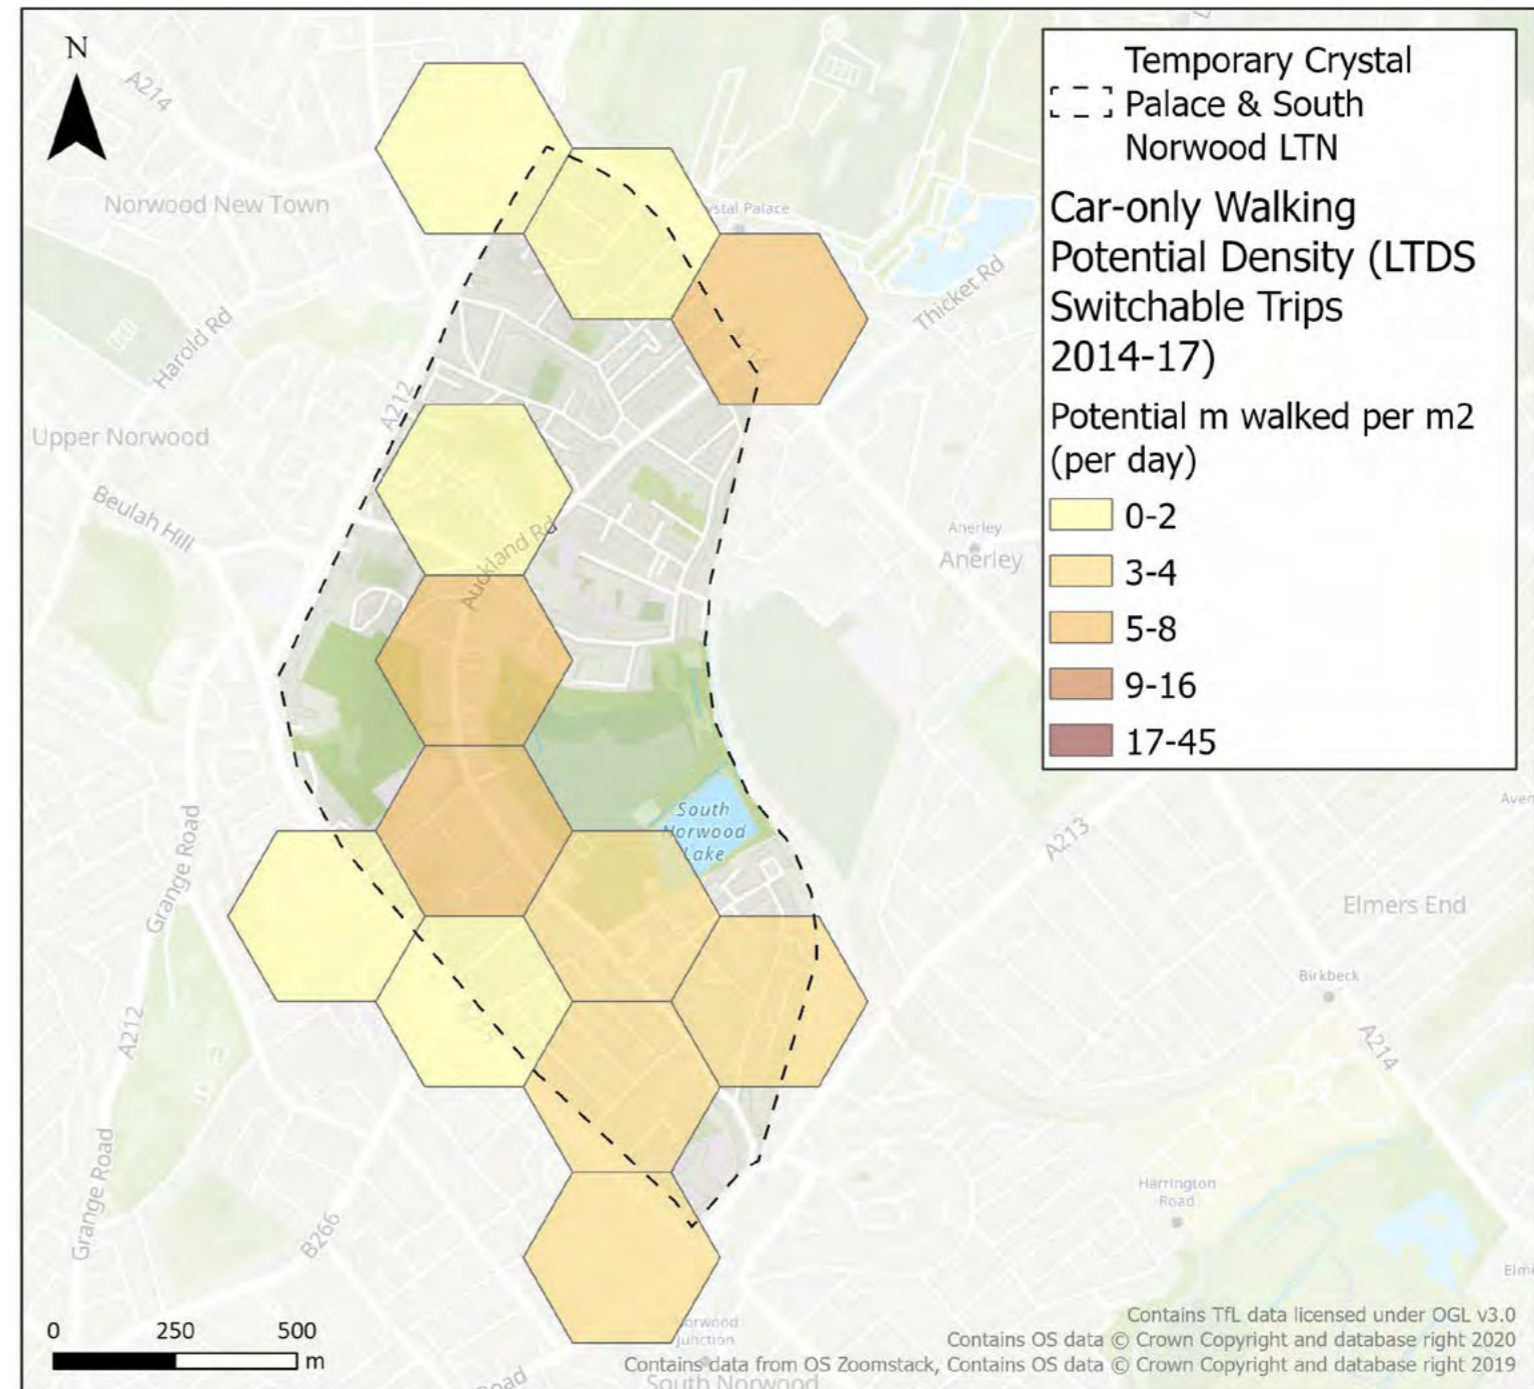 N
A214
Norwood New Town
Harold Rd
A212
Upper Norwood
Beulah Hill
Thicket Rd
Auckland Rd
Anerley
Anerley
South
Norwood
Lake
Grange Road
A213
Elmers End
Birkbeck
A212
A214
Grange Road
B266
Harrington
Road
Junction
South Norwood
Temporary Crystal
Palace & South
Norwood LTN
Car-only Walking
Potential Density (LTDS
Switchable Trips
2014-17)
Potential m walked per m2
(per day)
0-2
3-4
5-8
9-16
17-45
0 250 500
m
Contains TfL data licensed under OGL v3.0
Contains OS data © Crown Copyright and database right 2020
Contains data from OS Zoomstack, Contains OS data © Crown Copyright and database right 2019